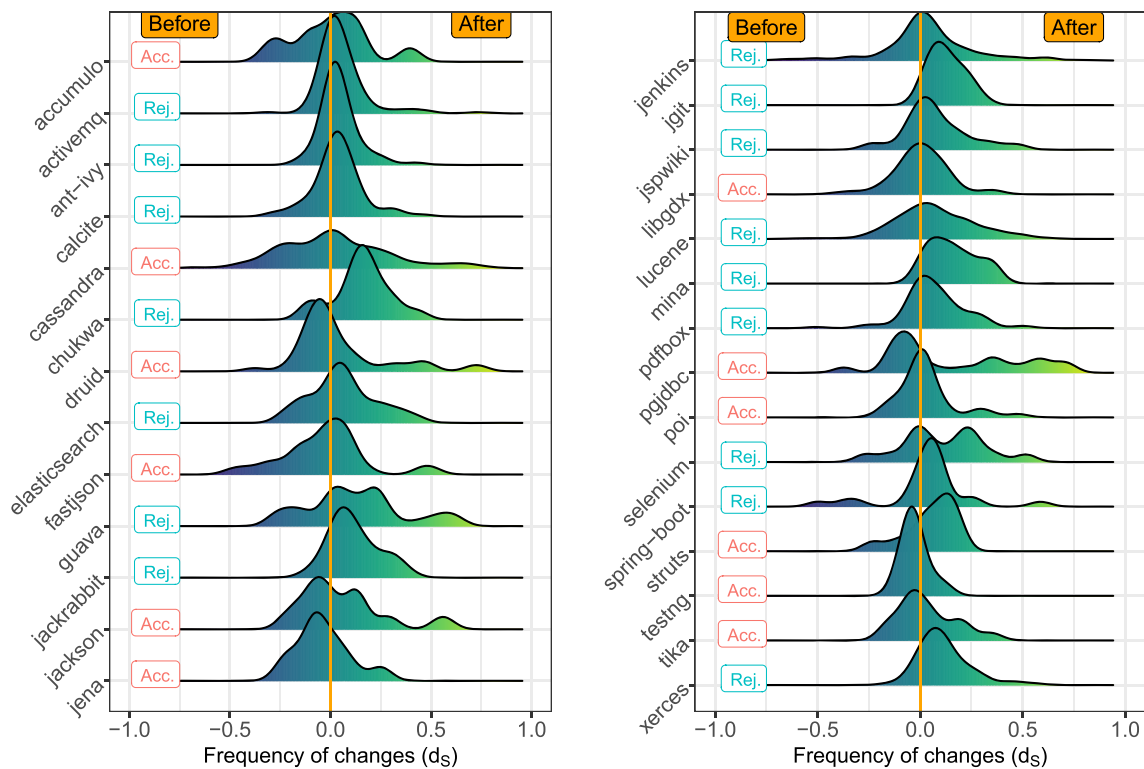 Before
After
Acc.
accumulo
Rej.
activemq
Rej.
ant−ivy
Rej.
calcite
Acc.
cassandra
Rej.
chukwa
Acc.
druid
Rej.
elasticsearch
Acc.
fastjson
Rej.
guava
Rej.
jackrabbit
Acc.
jackson
Acc.
jena
−1.0
−0.5
0.0
0.5
1.0
Frequency of changes (dS)
Before
After
Rej.
jenkins
Rej.
jgit
Rej.
jspwiki
Acc.
libgdx
Rej.
lucene
Rej.
mina
Rej.
pdfbox
Acc.
pgjdbc
Acc.
poi
Rej.
selenium
Rej.
spring−boot
Acc.
struts
Acc.
testng
Acc.
tika
Rej.
xerces
−1.0
−0.5
0.0
0.5
1.0
Frequency of changes (dS)